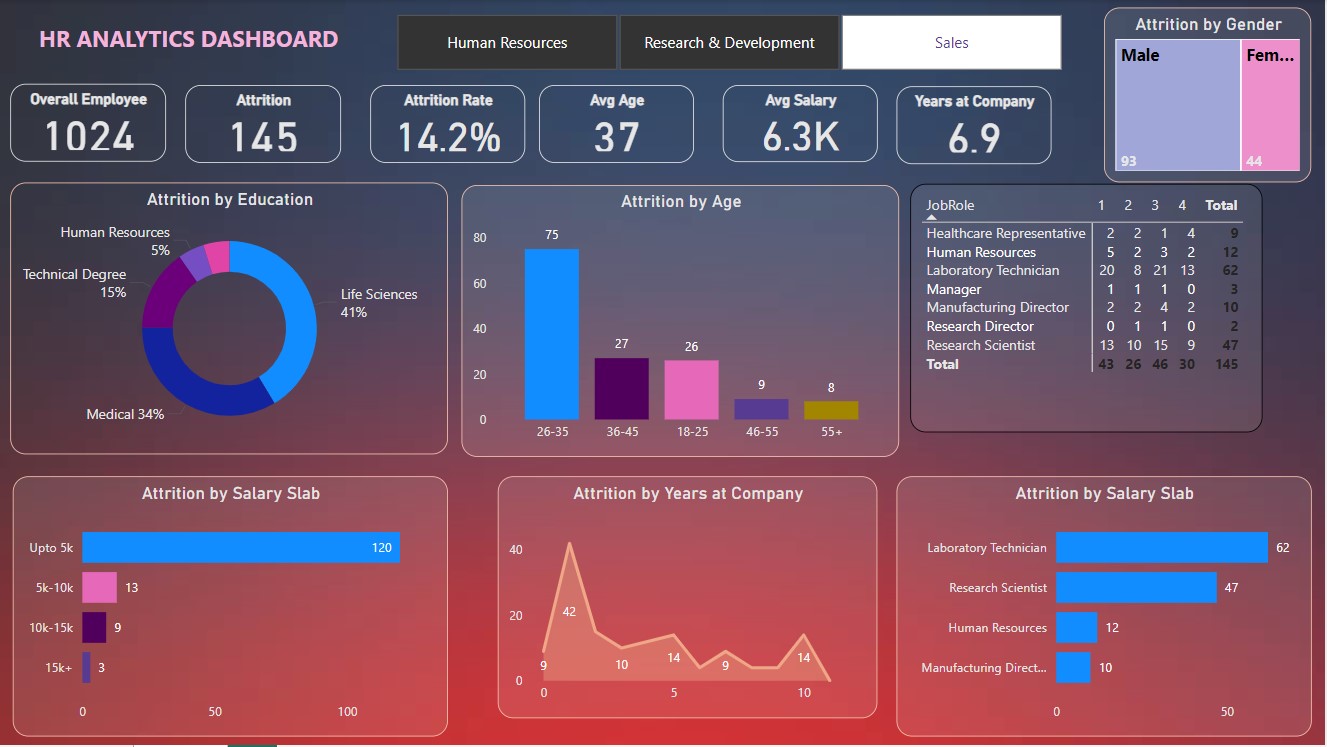 HR ANALYTICS DASHBOARD
Human Resources
Research & Development
Sales
Attrition by Gender
Male
Fem...
93
44
Overall Employee
1024
Attrition
145
Attrition Rate
14.2%
Avg Age
37
Avg Salary
6.3K
Years at Company
6.9
Attrition by Education
Human Resources
5%
Technical Degree
15%
Life Sciences
41%
Medical 34%
Attrition by Age
80
60
40
20
0
75
27
26
9
8
26-35
36-45
18-25
46-55
55+
JobRole 1 2 3 4 Total
Healthcare Representative 2 2 1 4 9
Human Resources 5 2 3 2 12
Laboratory Technician 20 8 21 13 62
Manager 1 1 1 0 3
Manufacturing Director 2 2 4 2 10
Research Director 0 1 1 0 2
Research Scientist 13 10 15 9 47
Total 43 26 46 30 145
Attrition by Salary Slab
Upto 5k 120
5k-10k 13
10k-15k 9
15k+ 3
0 50 100
Attrition by Years at Company
40
20
0
9
42
10
14
9
14
0 5 10
Attrition by Salary Slab
Laboratory Technician 62
Research Scientist 47
Human Resources 12
Manufacturing Direct... 10
0 50